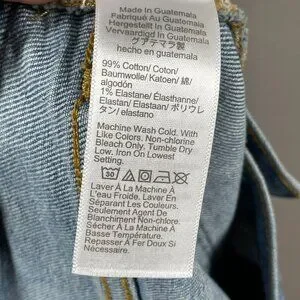 Made In Guatemala
Fabriqué Au Guatemala
Hergestellt In Guatemala
Vervaardigd In Guatemala
グアテマラ製
hecho en guatemala
99% Cotton/ Coton/
Baumwolle/ Katoen/ 綿/
algodón
1% Elastane/ Élasthanne/
Elastan/ Elastaan/ ポリウレ
タン/ elastano
Machine Wash Cold. With
Like Colors. Non-chlorine
Bleach Only. Tumble Dry
Low. Iron On Lowest
Setting.
30
Laver À La Machine À
L'eau Froide. Laver En
Séparant Les Couleurs.
Seulement Agent De
Blanchiment Non-chlore.
Sécher À La Machine À
Basse Température.
Repasser À Fer Doux Si
Nécessaire.